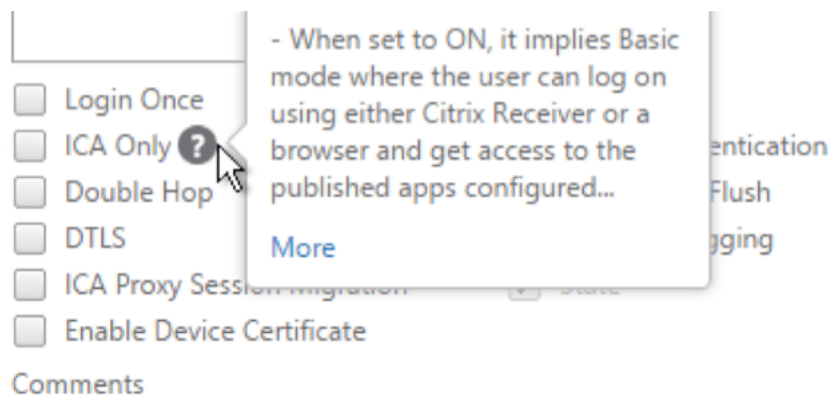 - When set to ON, it implies Basic
mode where the user can log on
using either Citrix Receiver or a
browser and get access to the
published apps configured...
More
Login Once
ICA Only ?
entication
Double Hop
Flush
DTLS
gging
ICA Proxy Session Migration
State
Enable Device Certificate
Comments